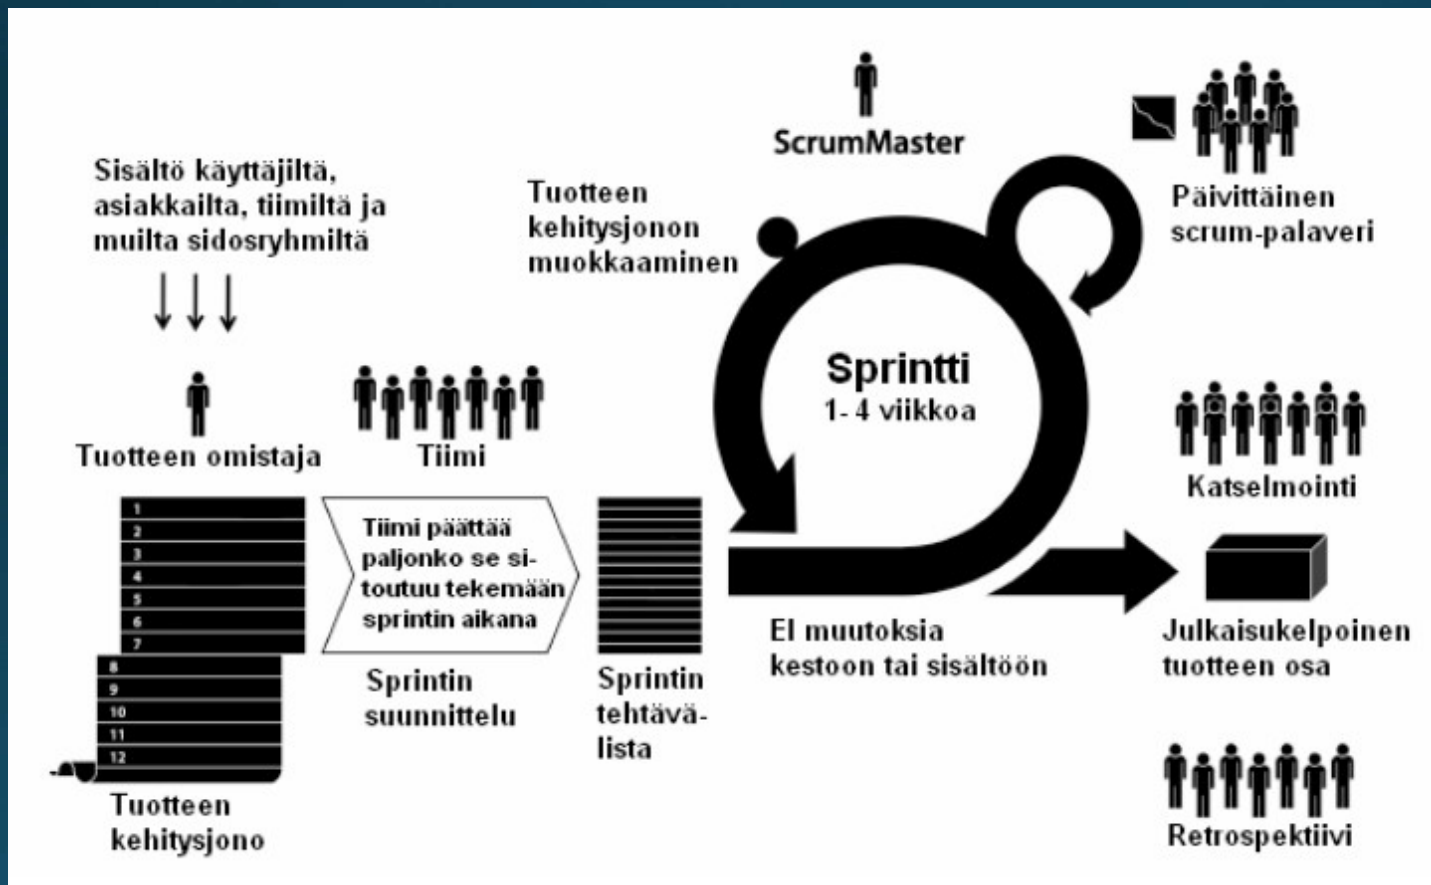 ScrumMaster
Sisältö käyttäjiltä,
asiakkailta, tiimiltä ja
muilta sidosryhmiltä
Tuotteen
kehitysjonon
muokkaaminen
Päivittäinen
scrum-palaveri
Sprintti
1- 4 viikkoa
Tuotteen omistaja
Tiimi
Katselmointi
1
2
3
4
5
6
7
8
9
10
11
12
Tiimi päättää
paljonko se si-
toutuu tekemään
sprintin aikana
EI muutoksia
kestoon tai sisältöön
Julkaisukelpoinen
tuotteen osa
Sprintin
suunnittelu
Sprintin
tehtävä-
lista
Tuotteen
kehitysjono
Retrospektiivi